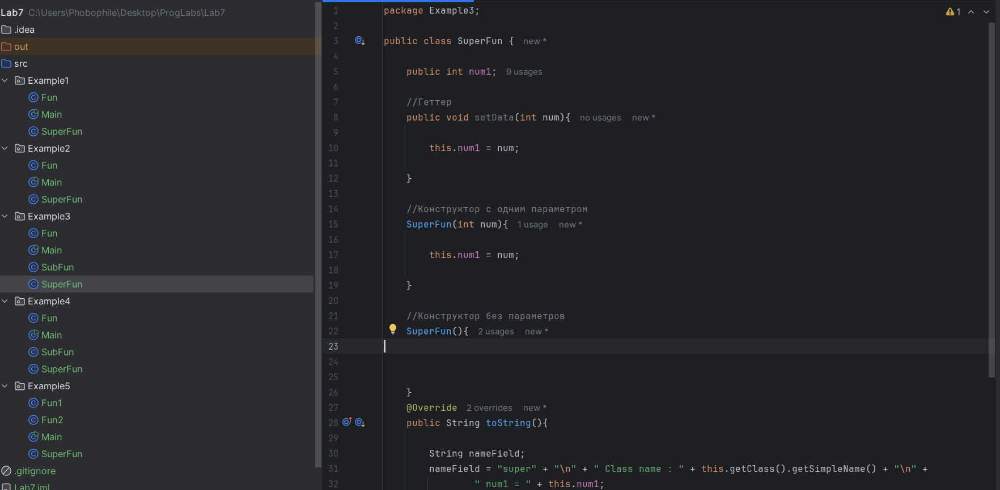 Lab7 C:\Users\Phobophile\Desktop\ProgLabs\Lab7
.idea
out
src
Example1
Fun
Main
SuperFun
Example2
Fun
Main
SuperFun
Example3
Fun
Main
SubFun
SuperFun
Example4
Fun
Main
SubFun
SuperFun
Example5
Fun1
Fun2
Main
SuperFun
.gitignore
Lab7.iml
1
1 package Example3;
2
3 public class SuperFun { new *
4
5 public int num1; 9 usages
6
7 //Геттер
8 public void setData(int num){ no usages new *
9
10 this.num1 = num;
11
12 }
13
14 //Конструктор с одним параметром
15 SuperFun(int num){ 1 usage new *
16
17 this.num1 = num;
18
19 }
20
21 //Конструктор без параметров
22 SuperFun(){ 2 usages new *
23
24
25
26 }
27 @Override 2 overrides new *
28 public String toString(){
29
30 String nameField;
31 nameField = "super" + "\n" + " Class name : " + this.getClass().getSimpleName() + "\n" +
32 " num1 = " + this.num1;